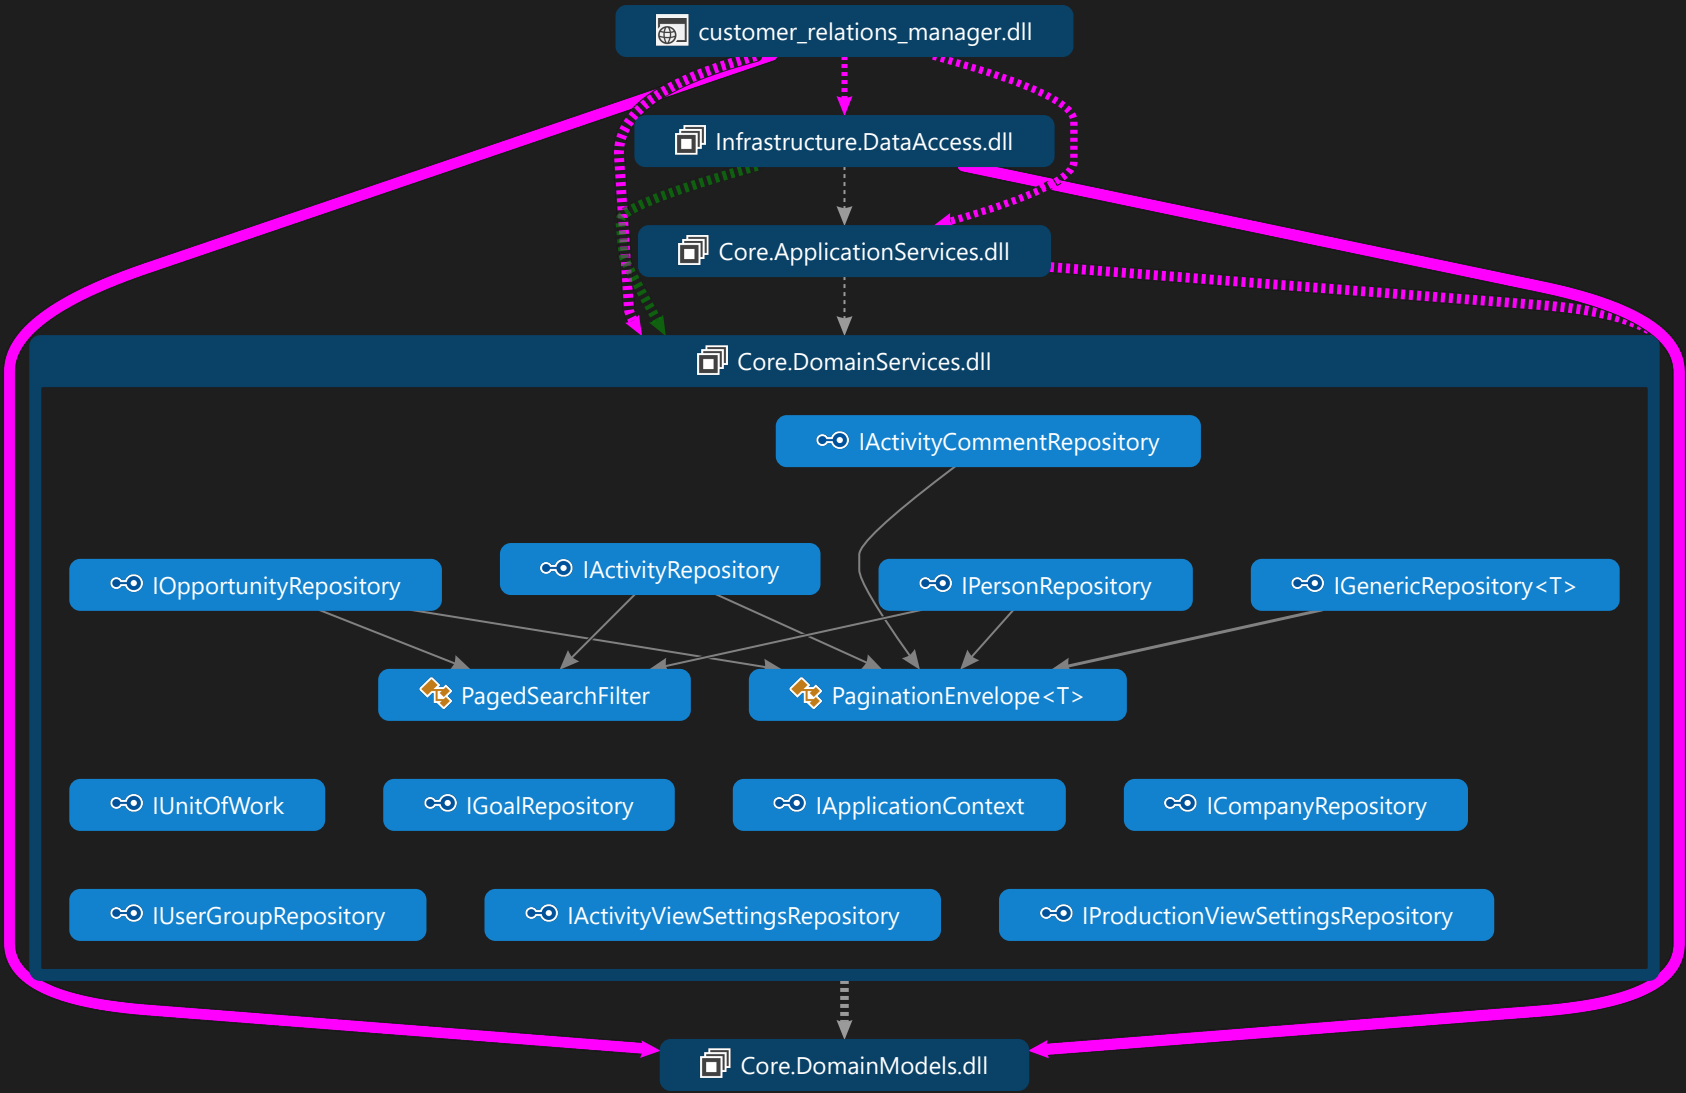 customer_relations_manager.dll
Infrastructure.DataAccess.dll
Core.ApplicationServices.dll
Core.DomainServices.dll
IActivityCommentRepository
IOpportunityRepository
IActivityRepository
IPersonRepository
IGenericRepository<T>
PagedSearchFilter
PaginationEnvelope<T>
IUnitOfWork
IGoalRepository
IApplicationContext
ICompanyRepository
IUserGroupRepository
IActivityViewSettingsRepository
IProductionViewSettingsRepository
Core.DomainModels.dll